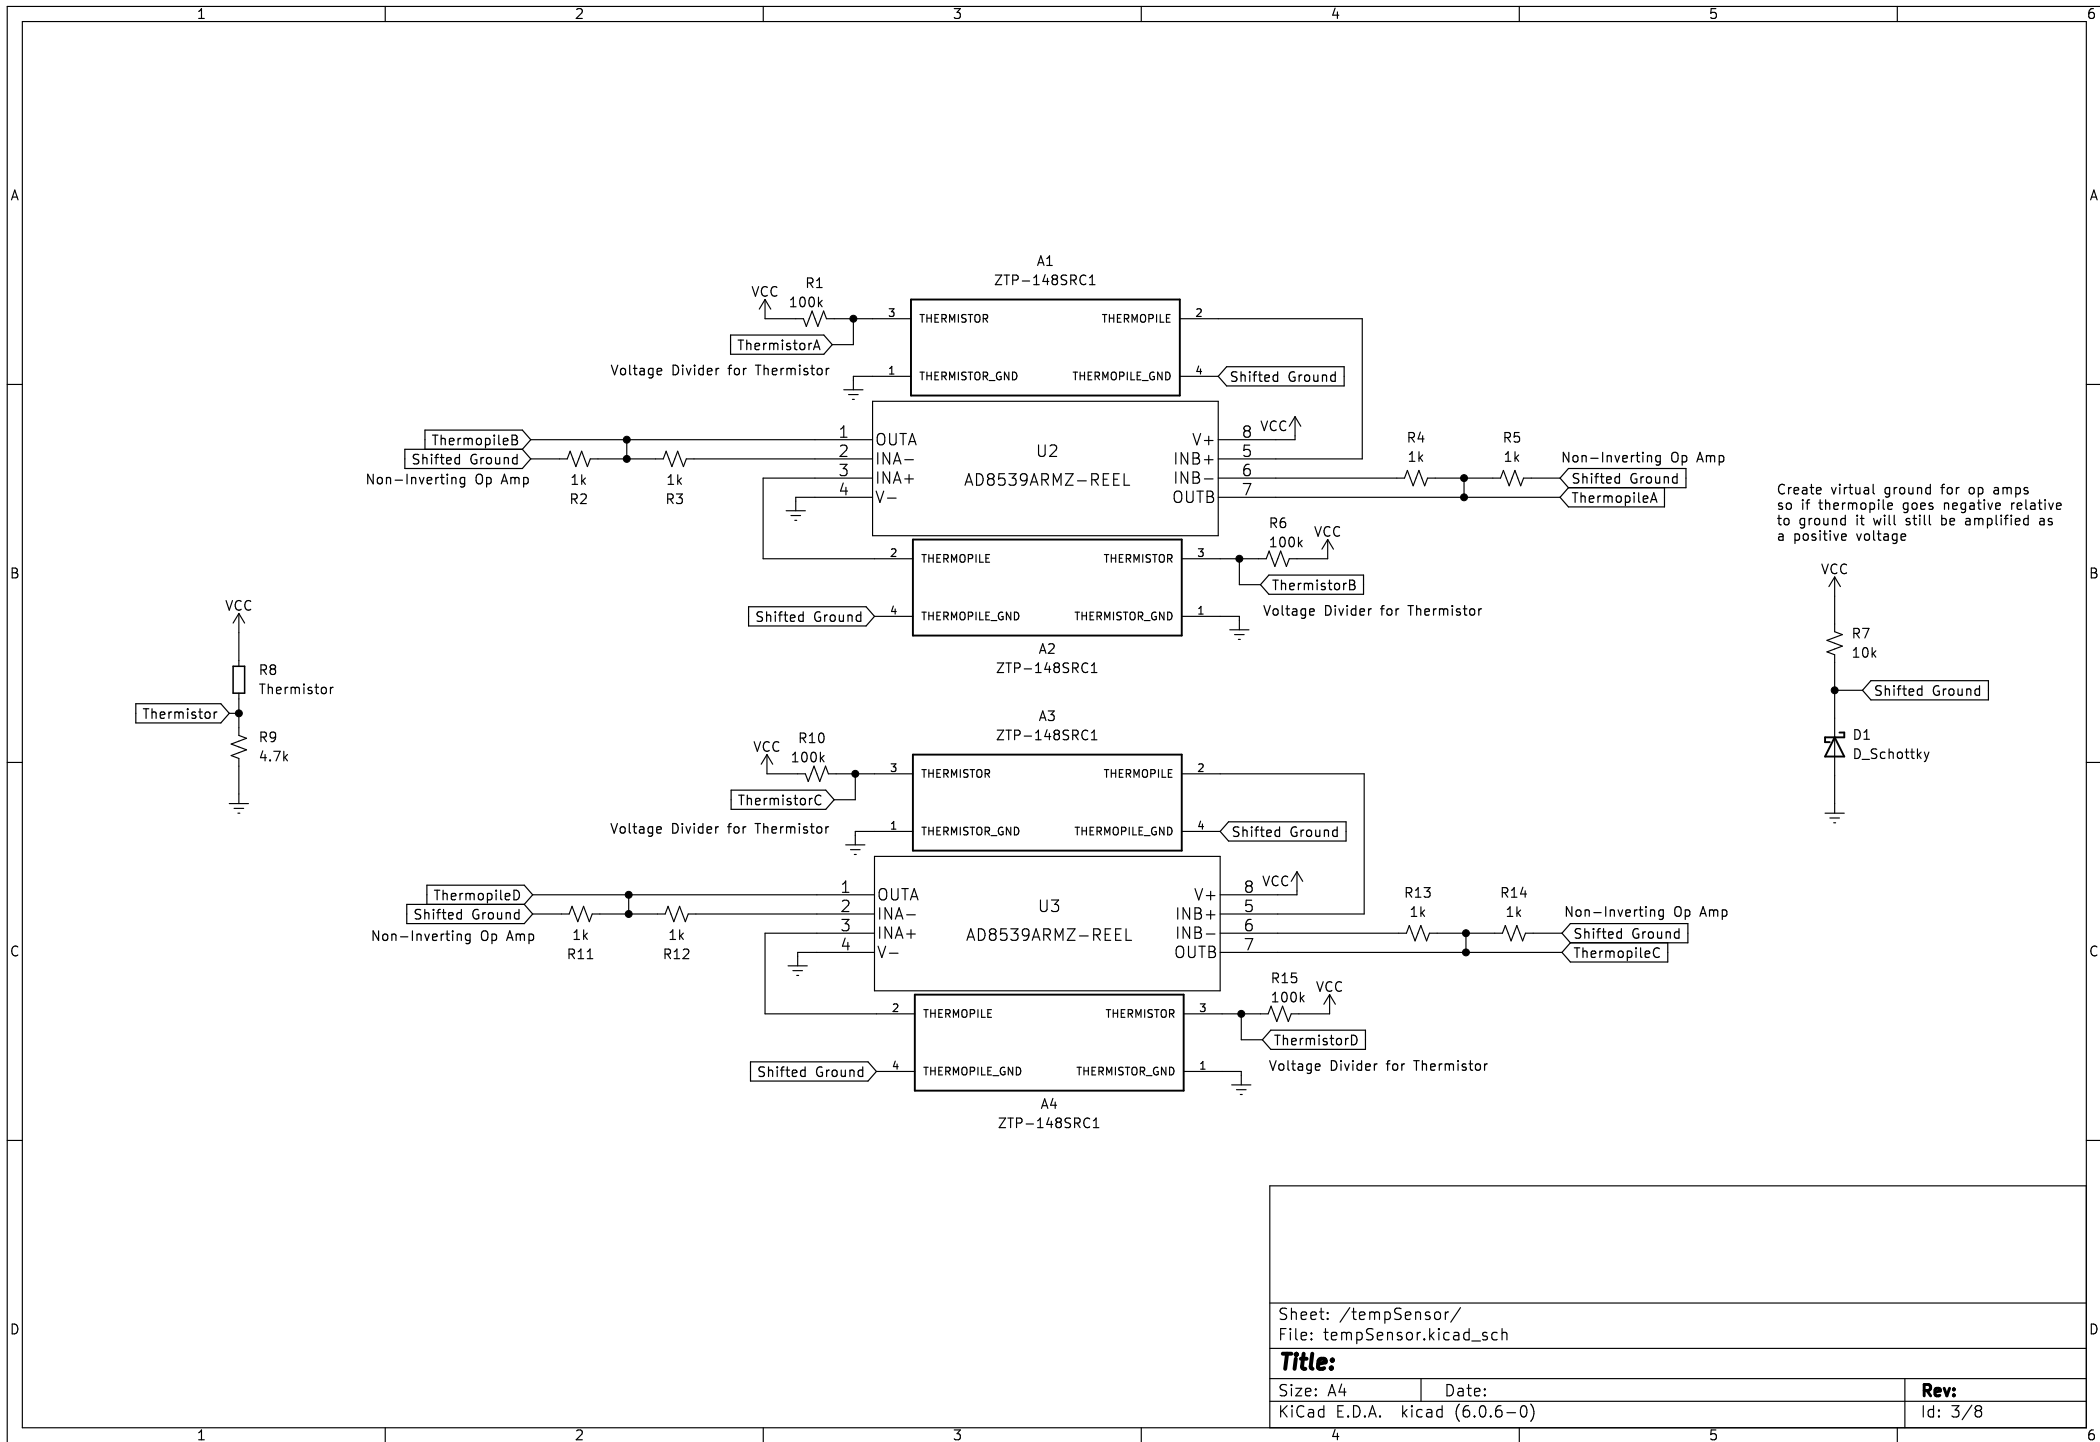 1 2 3 4 5 6
A A
A1
ZTP-148SRC1
R1
VCC 100k
3 THERMISTOR THERMOPILE 2
ThermistorA
Voltage Divider for Thermistor
1 THERMISTOR_GND THERMOPILE_GND 4 Shifted Ground
ThermopileB 1 OUTA V+ 8 VCC
Shifted Ground 2 INA- INB+ 5
Non-Inverting Op Amp
1k 1k
R2 R3
3 INA+ INB- 6
4 V- OUTB 7
U2
AD8539ARMZ-REEL
R4 R5
1k 1k
Non-Inverting Op Amp
Shifted Ground
ThermopileA
R6
100k VCC
2 THERMOPILE THERMISTOR 3
ThermistorB
Voltage Divider for Thermistor
Shifted Ground 4 THERMOPILE_GND THERMISTOR_GND 1
A2
ZTP-148SRC1
Create virtual ground for op amps
so if thermopile goes negative relative
to ground it will still be amplified as
a positive voltage
B B
VCC
R7
10k
Shifted Ground
D1
D_Schottky
VCC
R8
Thermistor
Thermistor
R9
4.7k
A3
ZTP-148SRC1
R10
VCC 100k
3 THERMISTOR THERMOPILE 2
ThermistorC
Voltage Divider for Thermistor
1 THERMISTOR_GND THERMOPILE_GND 4 Shifted Ground
ThermopileD 1 OUTA V+ 8 VCC
Shifted Ground 2 INA- INB+ 5
Non-Inverting Op Amp
1k 1k
R11 R12
3 INA+ INB- 6
4 V- OUTB 7
U3
AD8539ARMZ-REEL
R13 R14
1k 1k
Non-Inverting Op Amp
Shifted Ground
ThermopileC
C C
R15
100k VCC
2 THERMOPILE THERMISTOR 3
ThermistorD
Voltage Divider for Thermistor
Shifted Ground 4 THERMOPILE_GND THERMISTOR_GND 1
A4
ZTP-148SRC1
D D
Sheet: /tempSensor/
File: tempSensor.kicad_sch
Title:
Size: A4 Date: Rev:
KiCad E.D.A. kicad (6.0.6-0) Id: 3/8
1 2 3 4 5 6